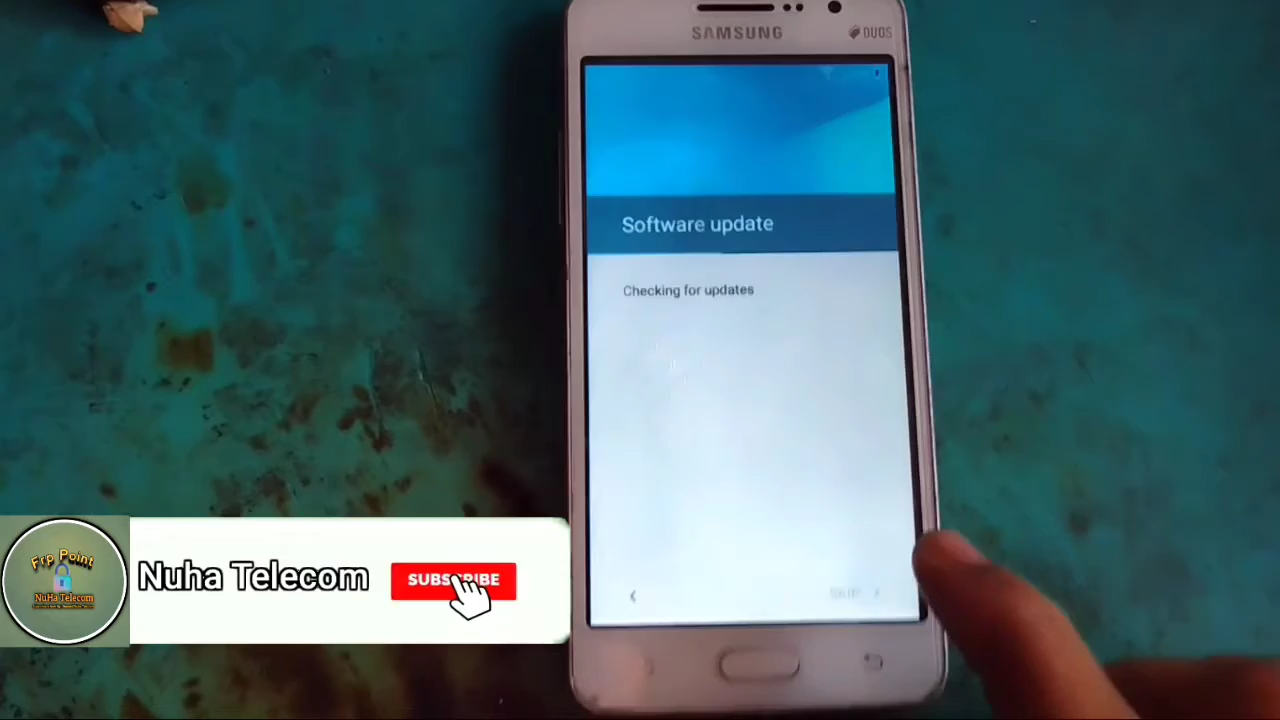 SAMSUNG
DUOS
Software update
Checking for updates
Frp Point
NuHa Telecom
Nuha Telecom
SUBSCRIBE